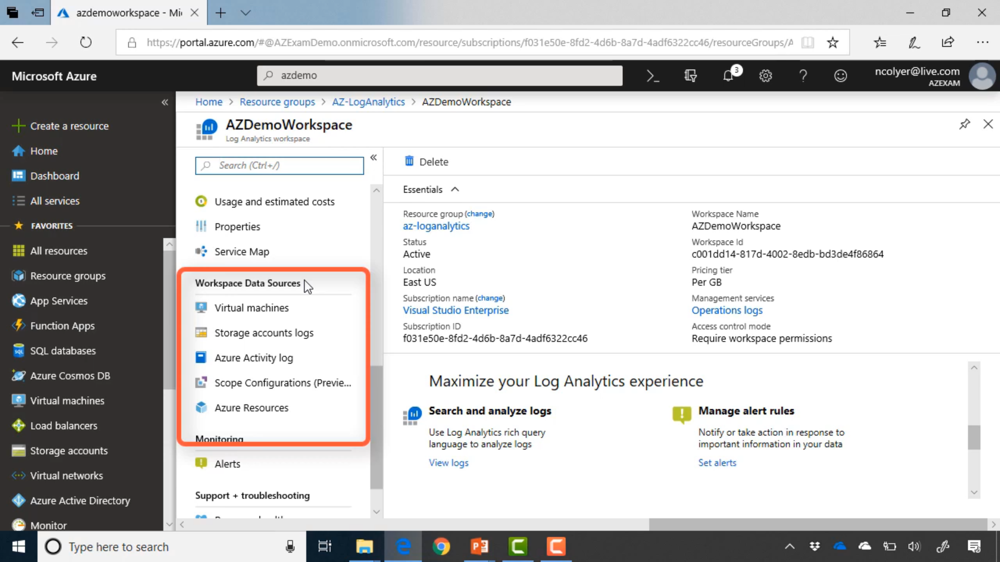 azdemoworkspace - Mi
https://portal.azure.com/#@AZExamDemo.onmicrosoft.com/resource/subscriptions/f031e50e-8fd2-4d6b-8a7d-4adf6322cc46/resourceGroups/A
Microsoft Azure
azdemo
3
ncolyer@live.com
AZEXAM
Create a resource
Home
Dashboard
All services
FAVORITES
All resources
Resource groups
App Services
Function Apps
SQL databases
Azure Cosmos DB
Virtual machines
Load balancers
Storage accounts
Virtual networks
Azure Active Directory
Monitor
Home > Resource groups > AZ-LogAnalytics > AZDemoWorkspace
AZDemoWorkspace
Log Analytics workspace
Search (Ctrl+/)
Usage and estimated costs
Properties
Service Map
Workspace Data Sources
Virtual machines
Storage accounts logs
Azure Activity log
Scope Configurations (Previe...
Azure Resources
Monitoring
Alerts
Support + troubleshooting
Delete
Essentials
Resource group (change)
az-loganalytics
Status
Active
Location
East US
Subscription name (change)
Visual Studio Enterprise
Subscription ID
f031e50e-8fd2-4d6b-8a7d-4adf6322cc46
Workspace Name
AZDemoWorkspace
Workspace Id
c001dd14-817d-4002-8edb-bd3de4f86864
Pricing tier
Per GB
Management services
Operations logs
Access control mode
Require workspace permissions
Maximize your Log Analytics experience
Search and analyze logs
Use Log Analytics rich query
language to analyze logs
View logs
Manage alert rules
Notify or take action in response to
important information in your data
Set alerts
Type here to search